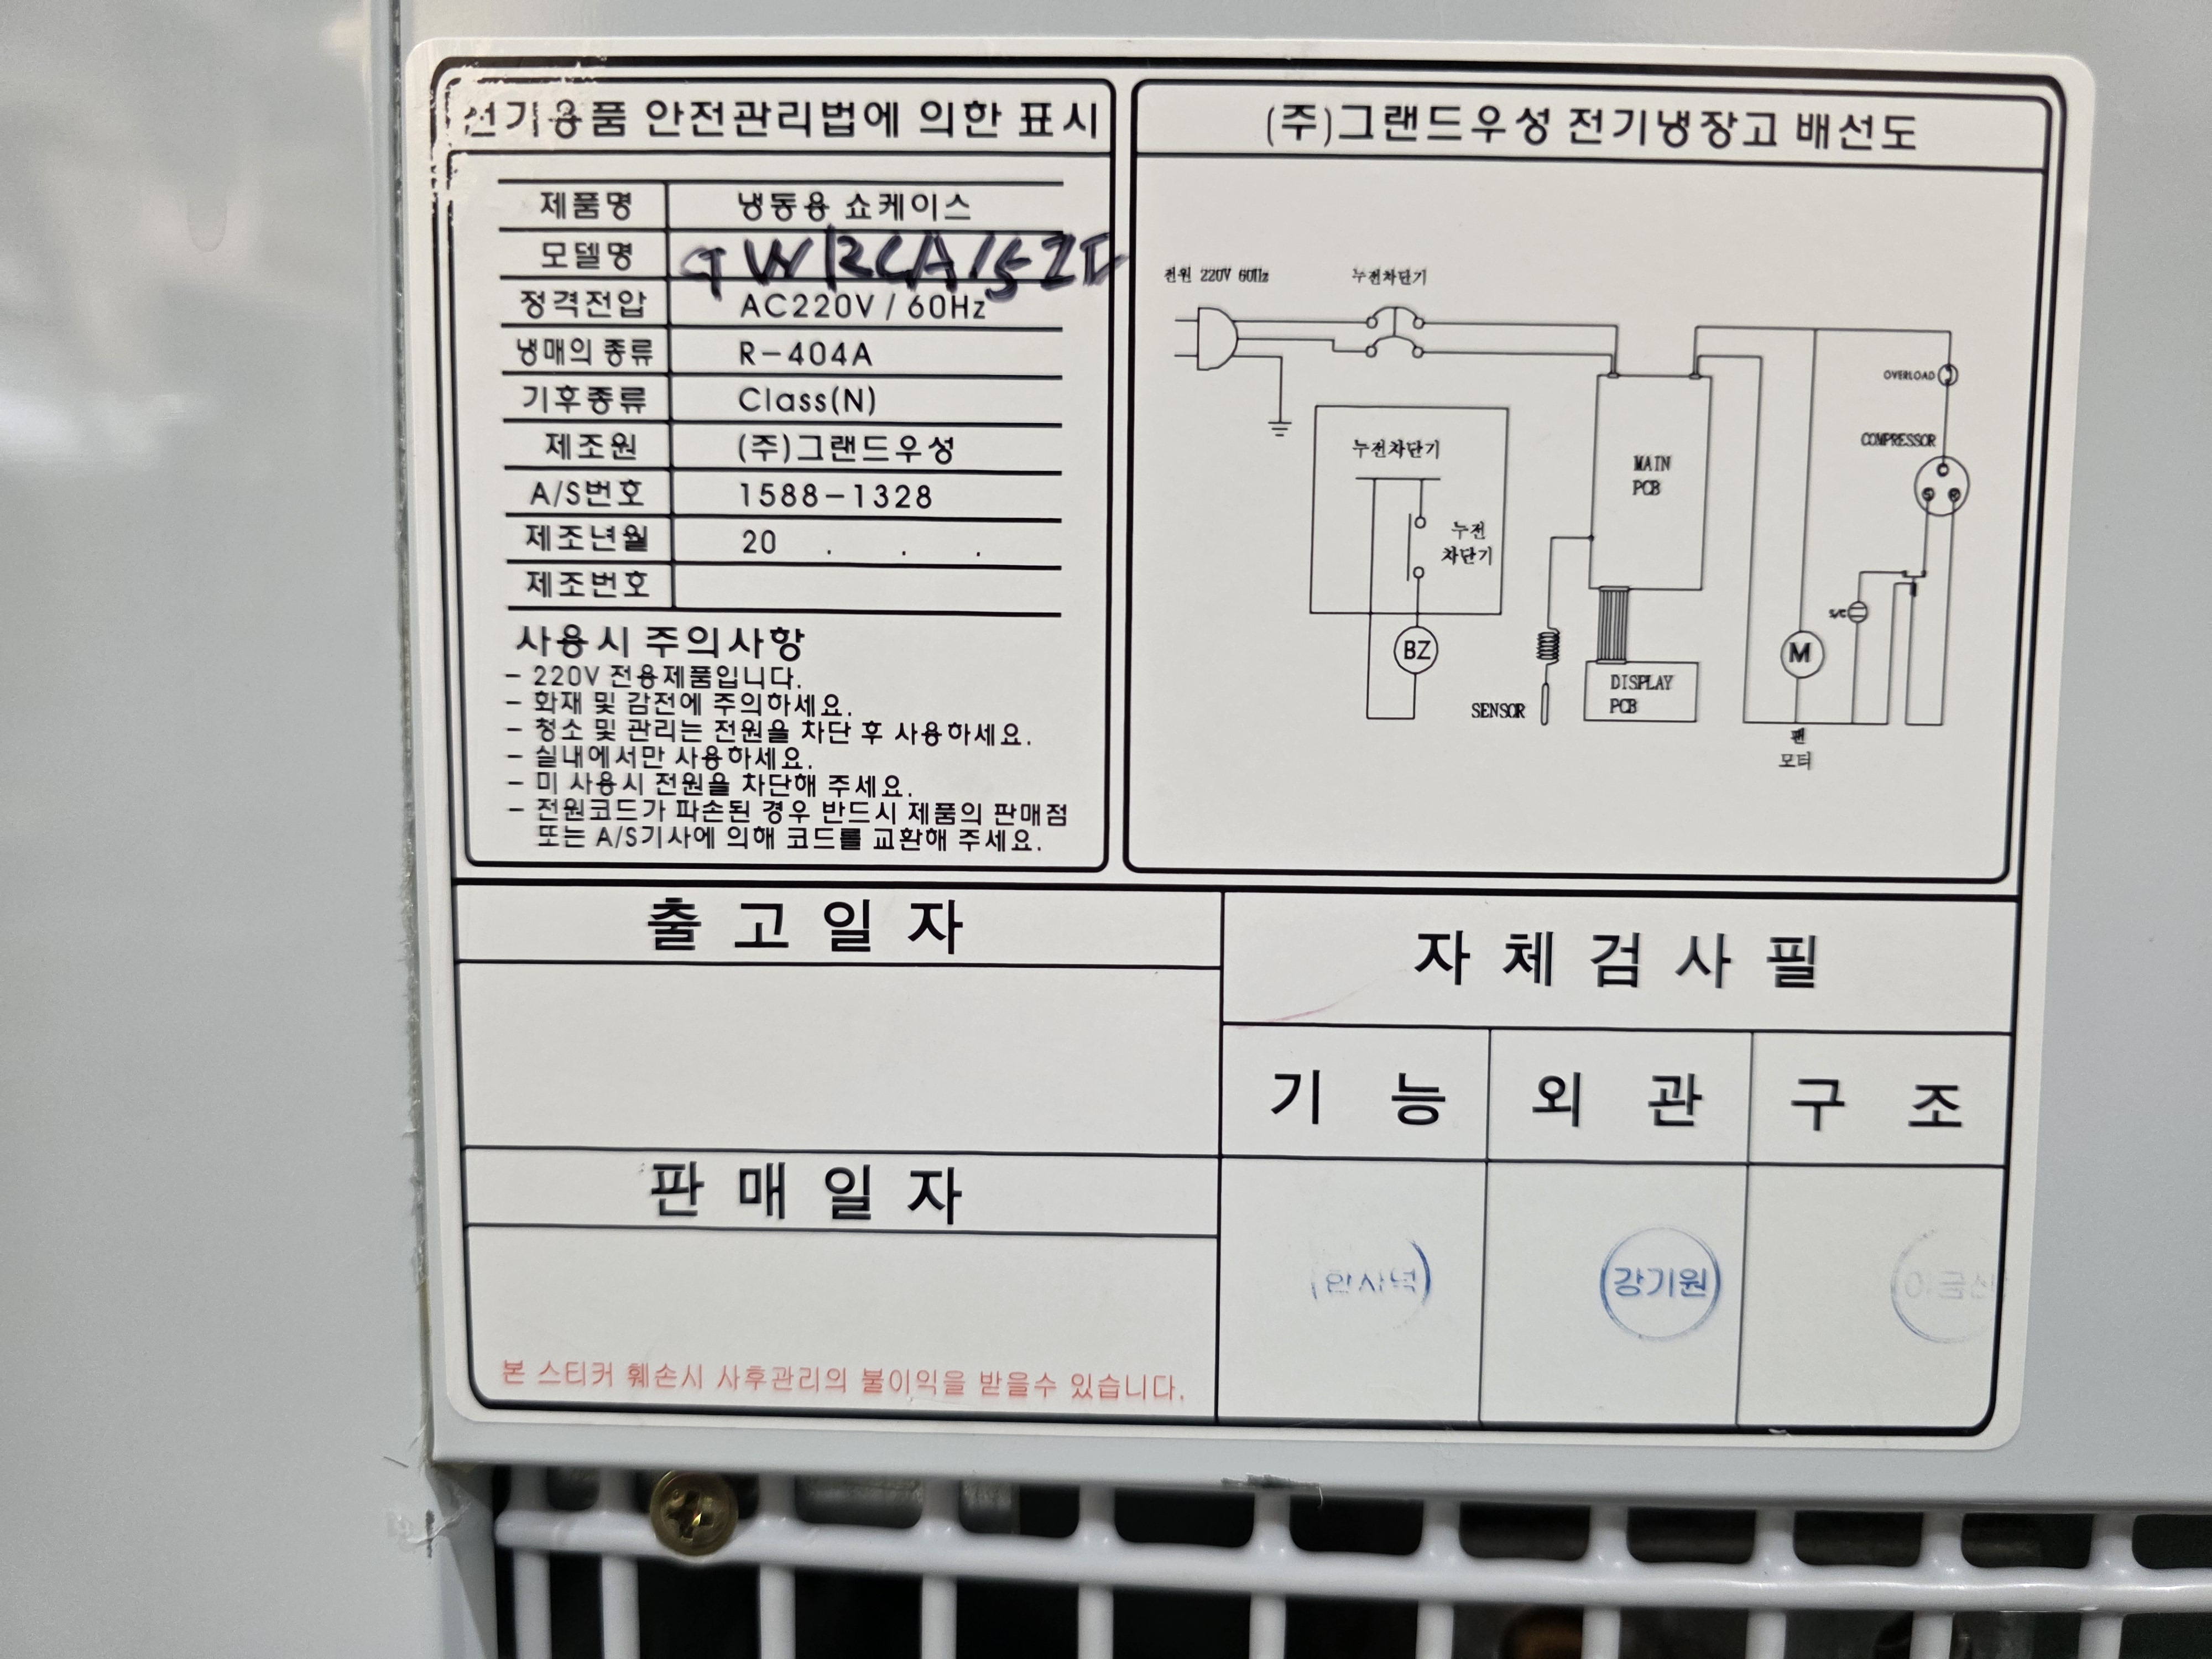 전기용품 안전관리법에 의한 표시
제품명 냉동용 쇼케이스
모델명
정격전압 AC220V / 60Hz
냉매의 종류 R-404A
기후종류 Class(N)
제조원 (주)그랜드우성
A/S번호 1588-1328
제조년월 20 . . .
제조번호
사용시 주의사항
- 220V 전용제품입니다.
- 화재 및 감전에 주의하세요.
- 청소 및 관리는 전원을 차단 후 사용하세요.
- 실내에서만 사용하세요.
- 미 사용시 전원을 차단해 주세요.
- 전원코드가 파손된 경우 반드시 제품의 판매점
또는 A/S기사에 의해 코드를 교환해 주세요.
(주)그랜드우성 전기냉장고 배선도
전원 220V 60Hz
누전차단기
OVERLOAD
COMPRESSOR
S R
MAIN
PCB
누전차단기
누전
차단기
BZ
S/C
M
SENSOR
DISPLAY
PCB
팬
모터
출고일자
판매일자
본 스티커 훼손시 사후관리의 불이익을 받을수 있습니다.
자체검사필
기능 외관 구조
강기원